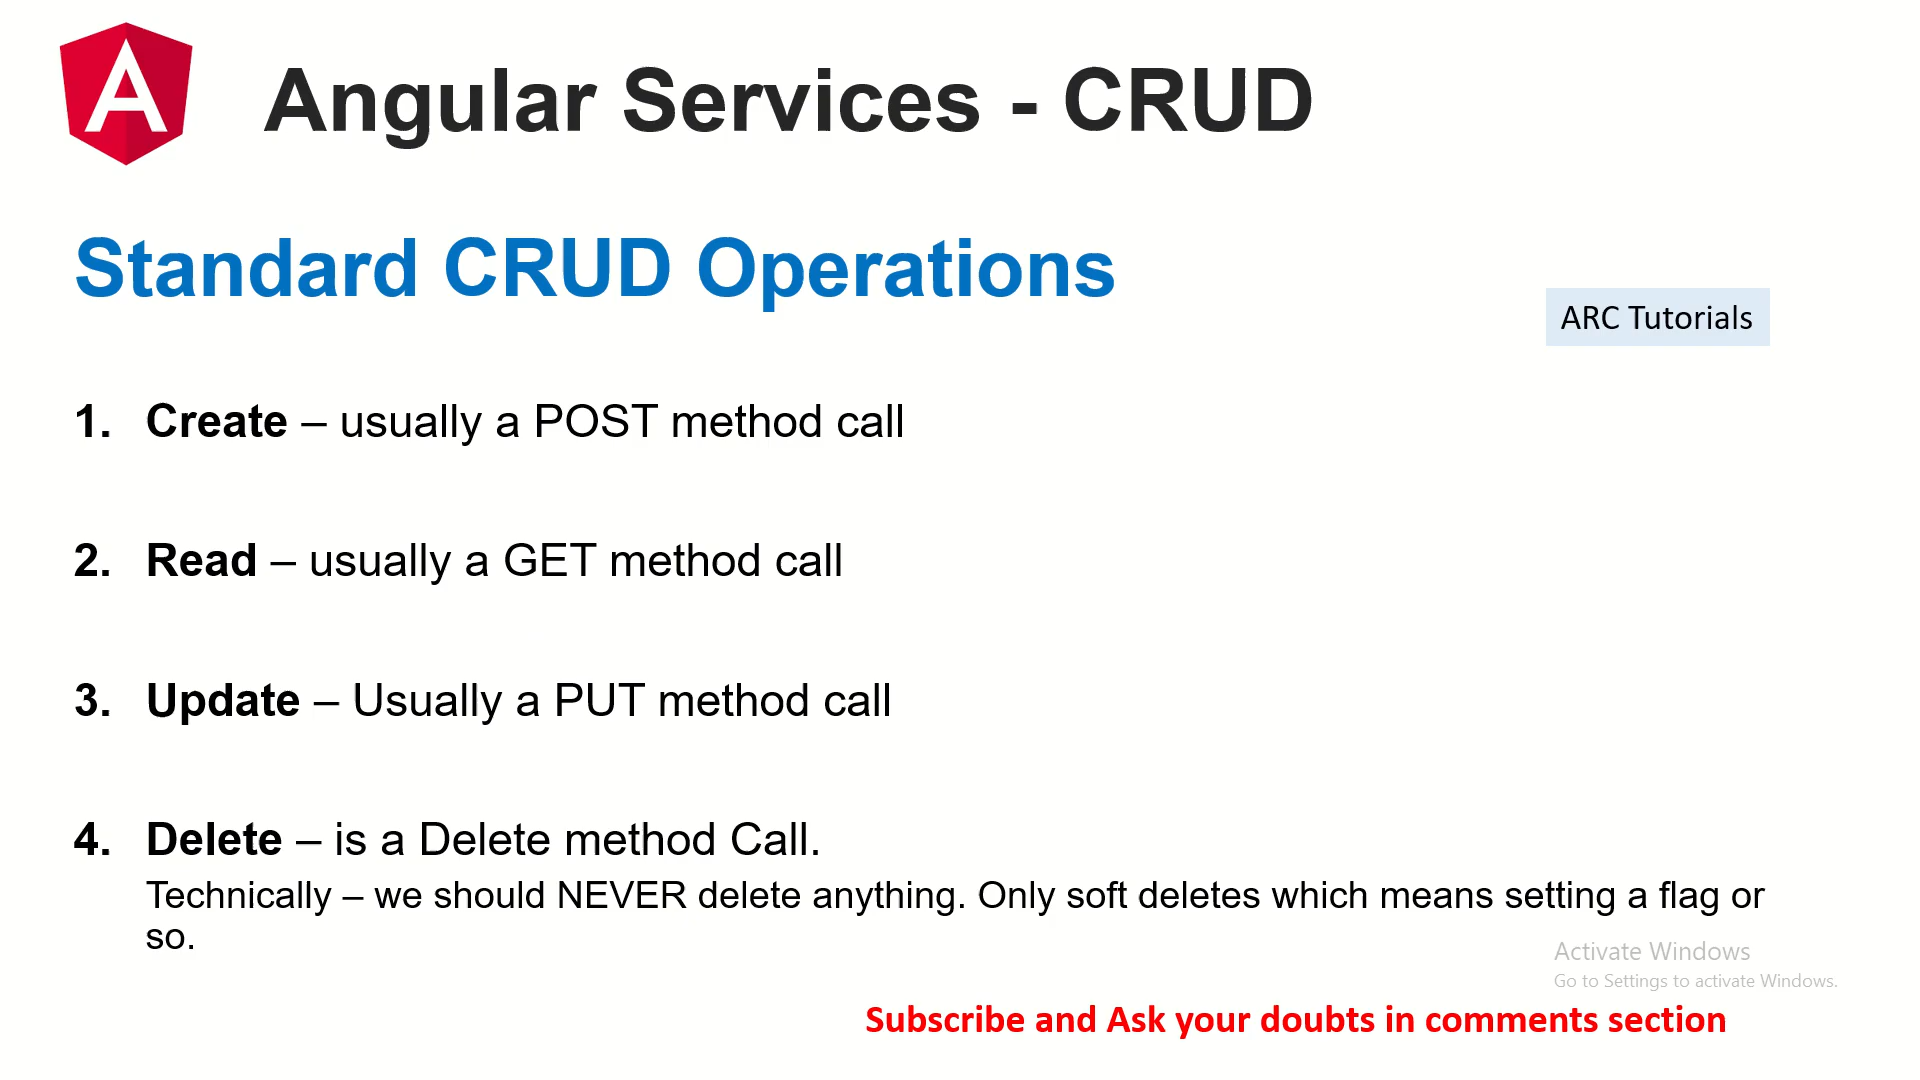 Angular Services - CRUD
Standard CRUD Operations
ARC Tutorials
1. Create – usually a POST method call
2. Read – usually a GET method call
3. Update – Usually a PUT method call
4. Delete – is a Delete method Call.
Technically – we should NEVER delete anything. Only soft deletes which means setting a flag or
so.
Activate Windows
Go to Settings to activate Windows.
Subscribe and Ask your doubts in comments section